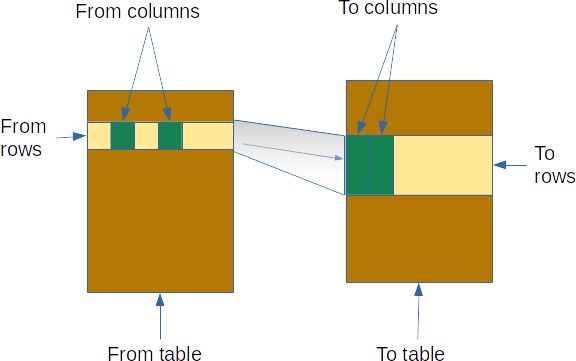 From columns
To columns
From
rows
To
rows
From table
To table